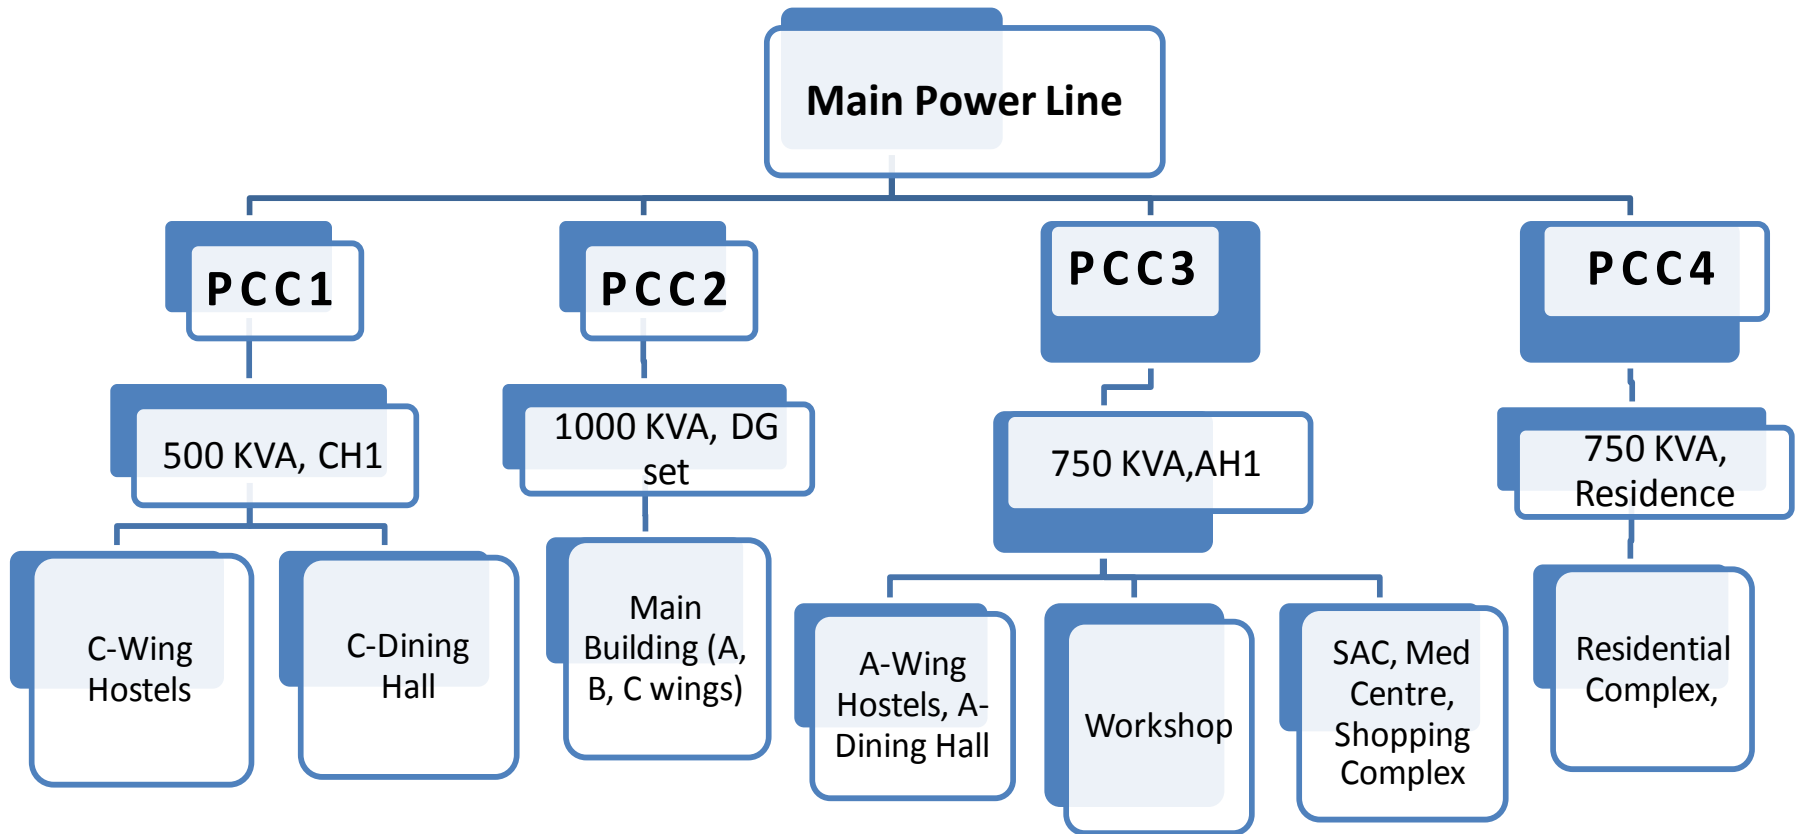 Main Power Line
PCC1
PCC2
PCC3
PCC4
500 KVA, CH1
1000 KVA, DG
set
750 KVA,AH1
750 KVA,
Residence
C-Wing
Hostels
C-Dining
Hall
Main
Building (A,
B, C wings)
A-Wing
Hostels, A-
Dining Hall
Workshop
SAC, Med
Centre,
Shopping
Complex
Residential
Complex,